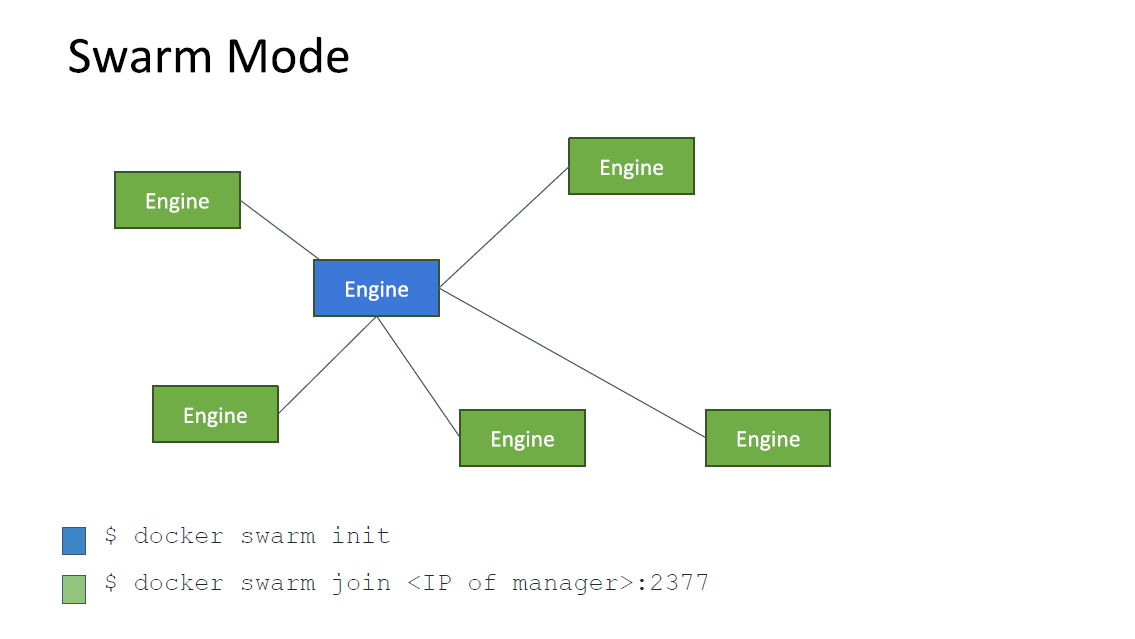 Swarm Mode
Engine
Engine
Engine
Engine
Engine
Engine
$ docker swarm init
$ docker swarm join <IP of manager>:2377